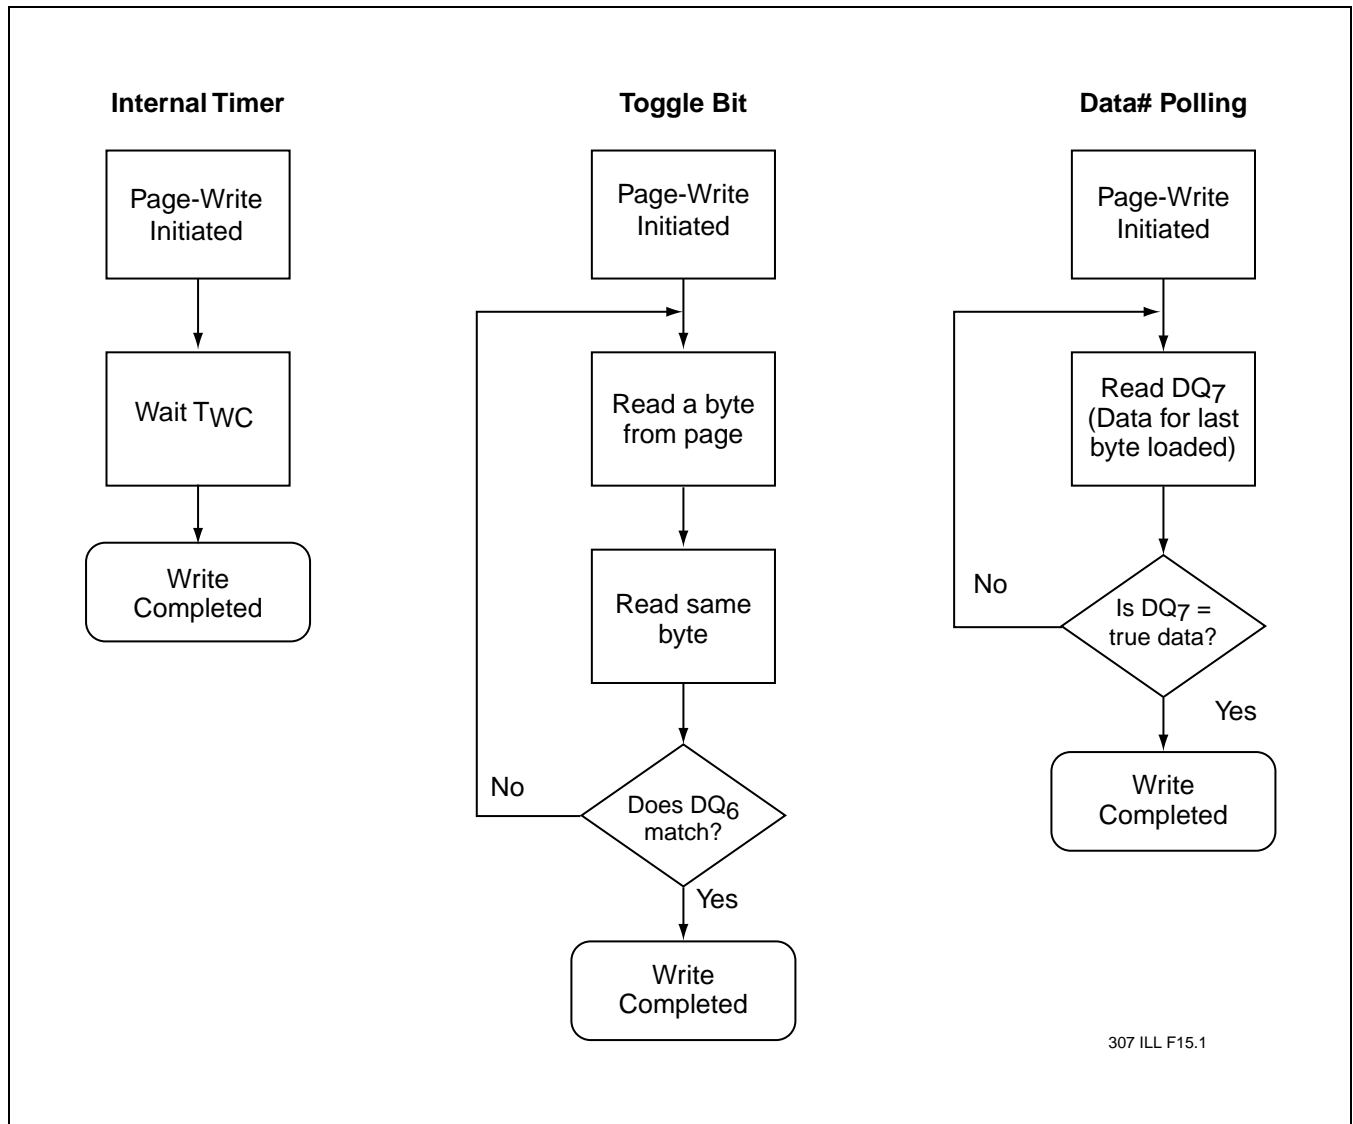 Internal Timer
Page-Write
Initiated
Wait TWC
Write
Completed
Toggle Bit
Page-Write
Initiated
Read a byte
from page
Read same
byte
No
Does DQ6
match?
Yes
Write
Completed
Data# Polling
Page-Write
Initiated
Read DQ7
(Data for last
byte loaded)
No
Is DQ7 =
true data?
Yes
Write
Completed
307 ILL F15.1